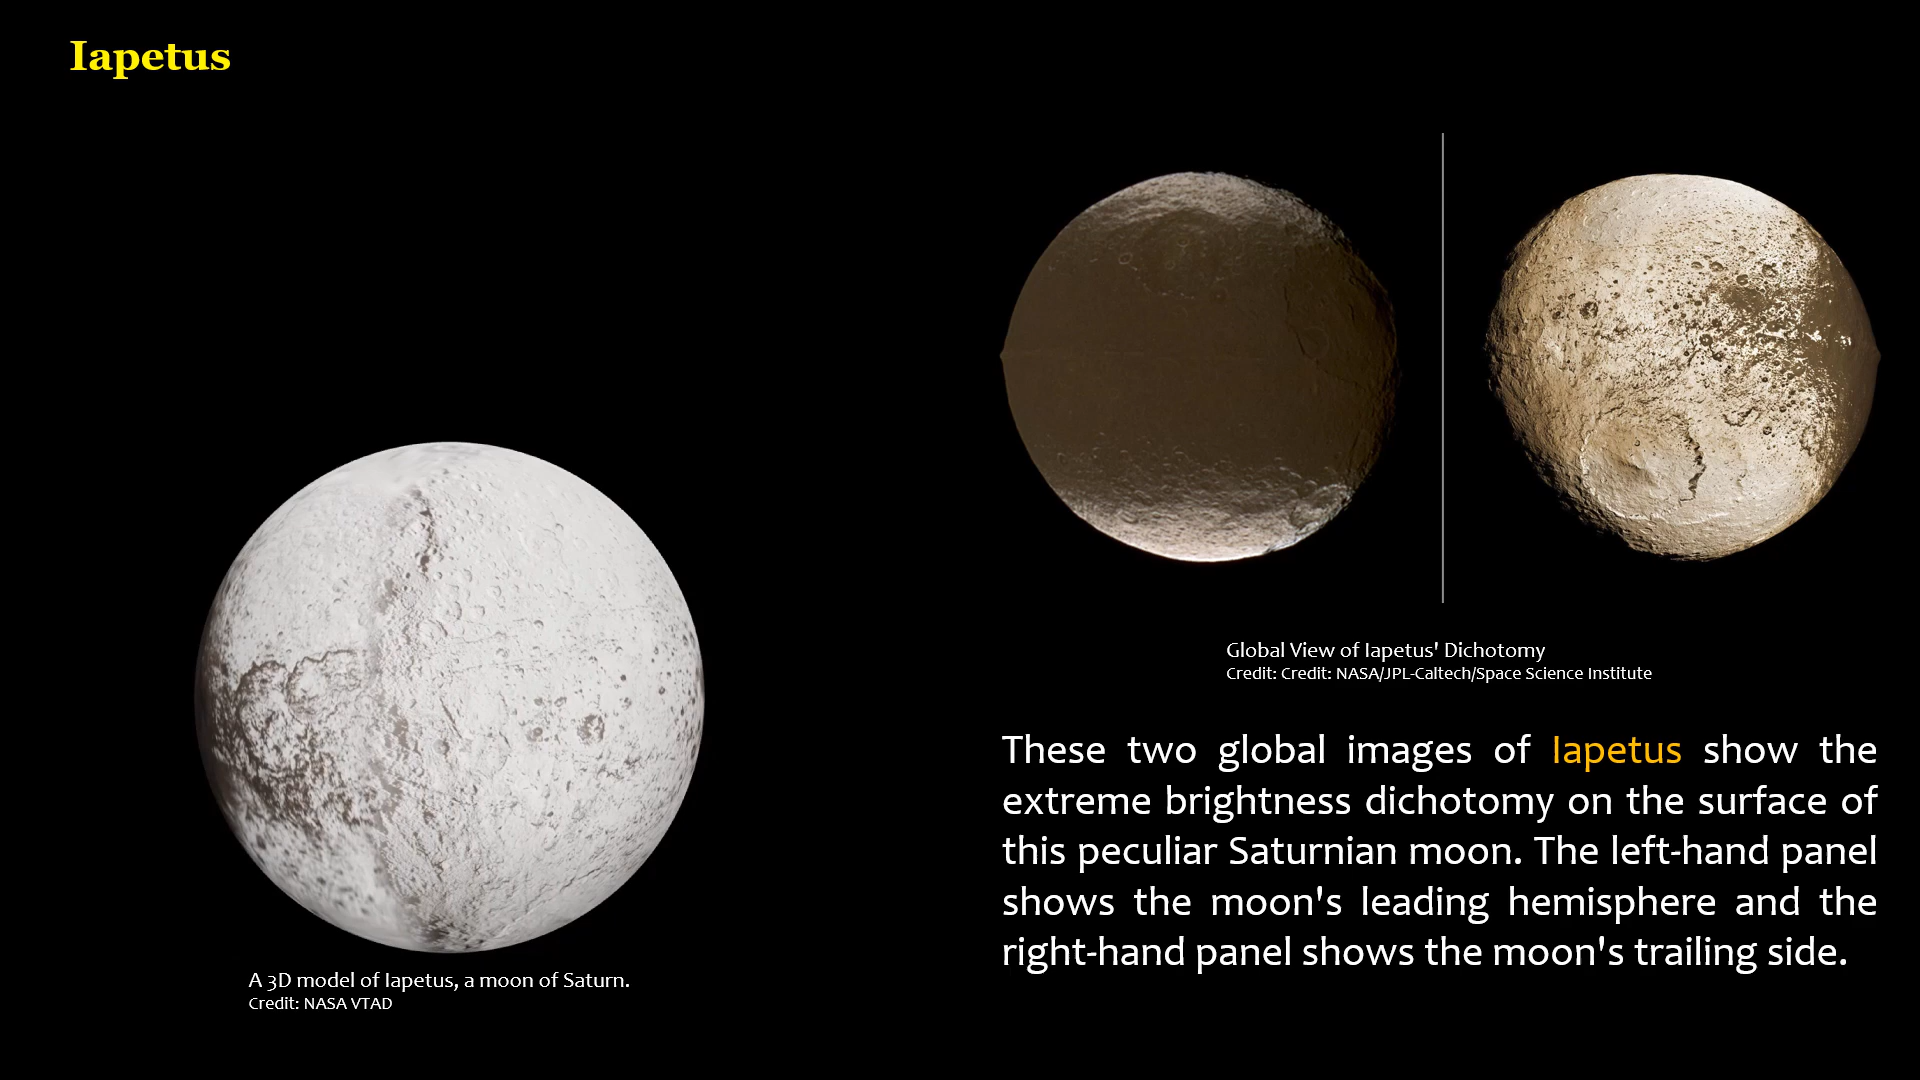 Iapetus
Global View of Iapetus' Dichotomy
Credit: Credit: NASA/JPL-Caltech/Space Science Institute
These two global images of Iapetus show the
extreme brightness dichotomy on the surface of
this peculiar Saturnian moon. The left-hand panel
shows the moon's leading hemisphere and the
right-hand panel shows the moon's trailing side.
A 3D model of Iapetus, a moon of Saturn.
Credit: NASA VTAD